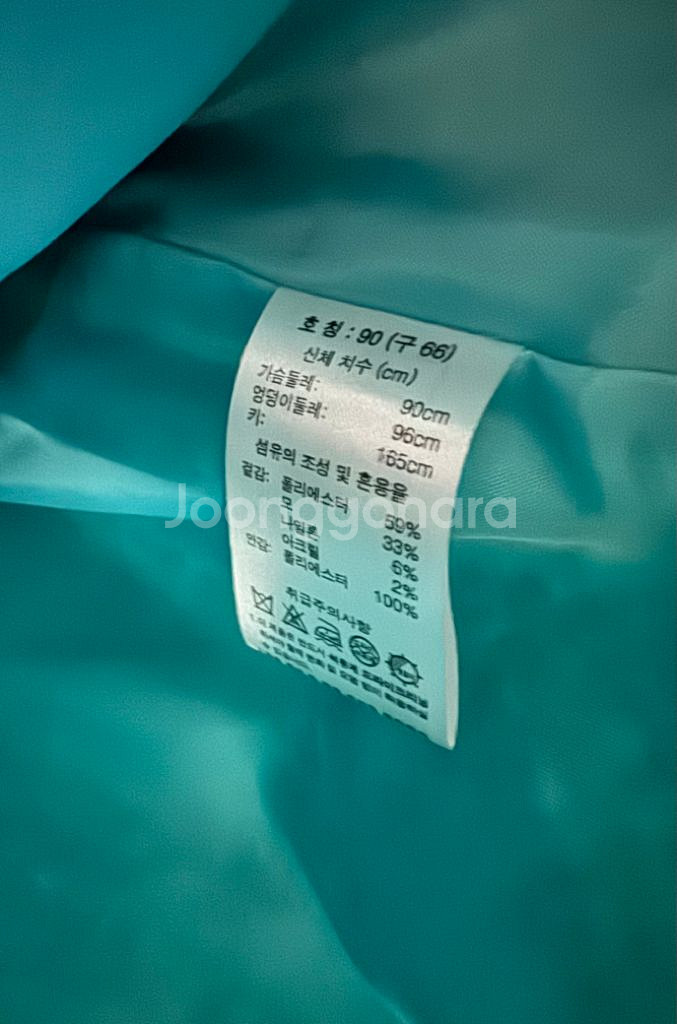 호 칭 : 90 (구 66)
신체 치수 (cm)
가슴둘레: 90cm
엉덩이둘레: 96cm
키: 165cm
섬유의 조성 및 혼용율
겉감: 폴리에스터 59%
모 33%
나일론 6%
아크릴 2%
안감: 폴리에스터 100%
취급주의사항
Joonggonara